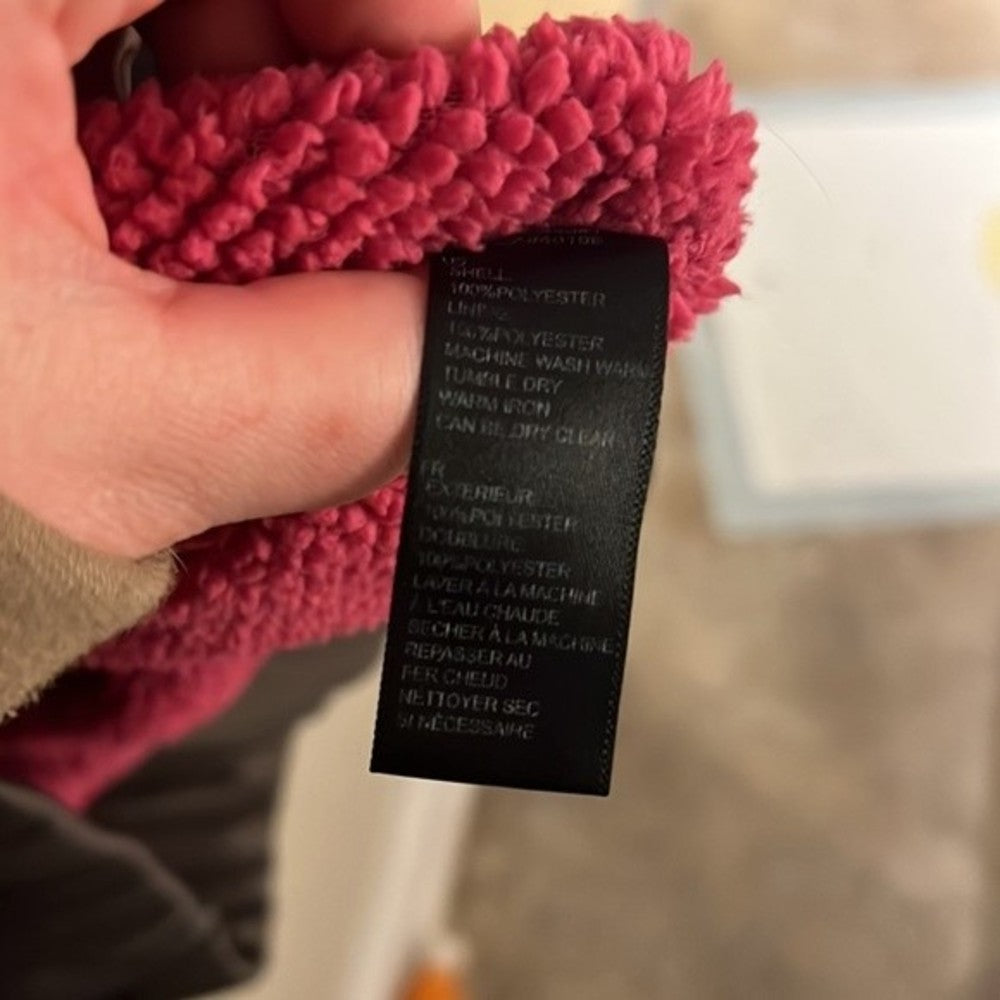 US
SHELL
100%POLYESTER
LINING
100%POLYESTER
MACHINE WASH WARM
TUMBLE DRY
WARM IRON
CAN BE DRY CLEAN
FR
EXTERIEUR
100%POLYESTER
DOUBLURE
100%POLYESTER
LAVER À LA MACHINE
À L'EAU CHAUDE
SECHER À LA MACHINE
REPASSER AU
FER CHEUD
NETTOYER SEC
SI NÉCESSAIRE